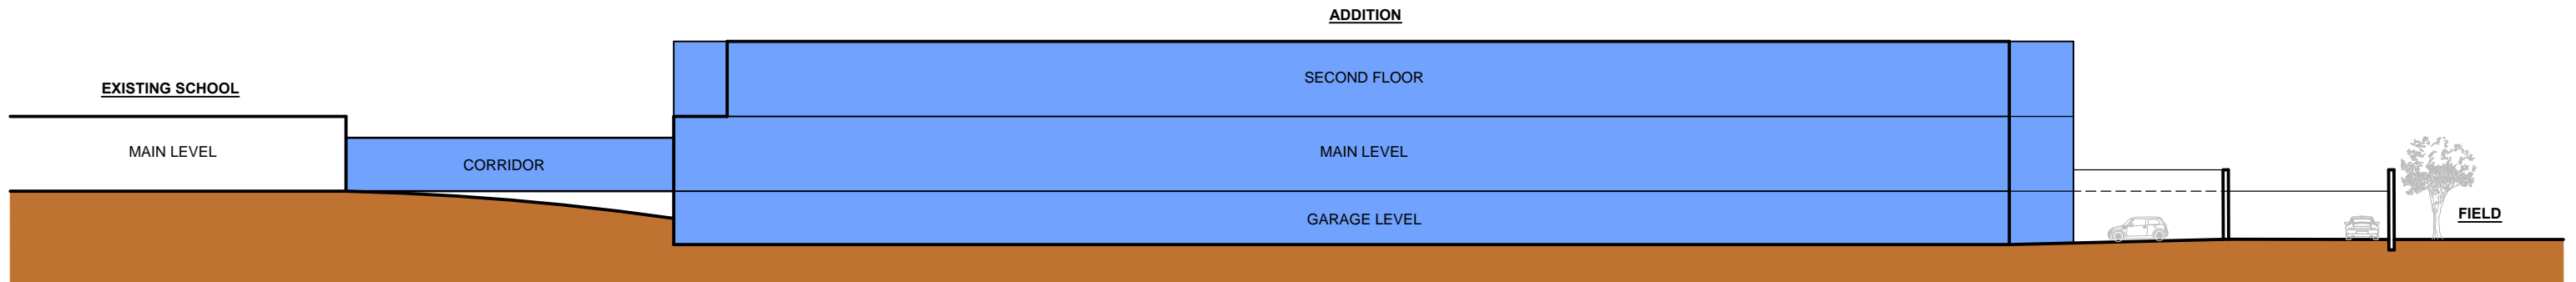 ADDITION
EXISTING SCHOOL
SECOND FLOOR
MAIN LEVEL
CORRIDOR
MAIN LEVEL
GARAGE LEVEL
FIELD